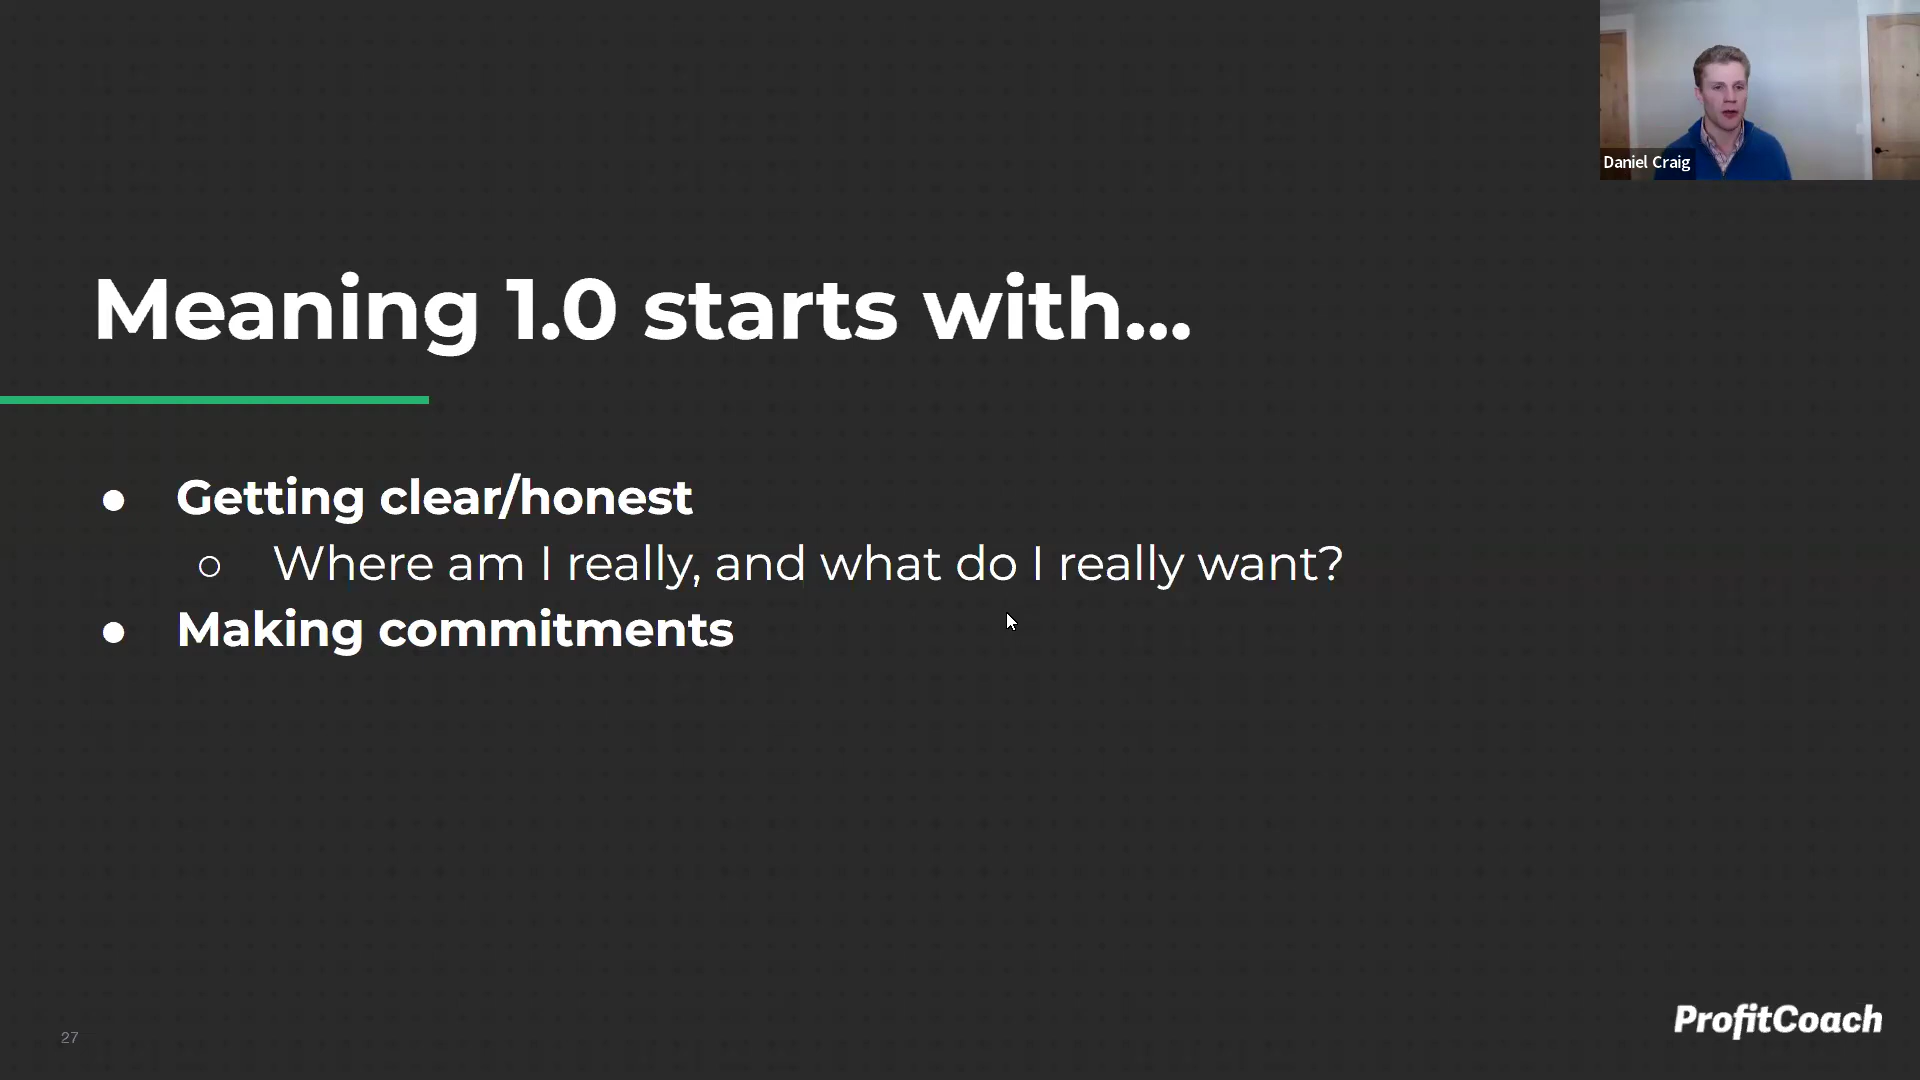 Daniel Craig
Meaning 1.0 starts with...
● Getting clear/honest
○ Where am I really, and what do I really want?
● Making commitments
27
ProfitCoach